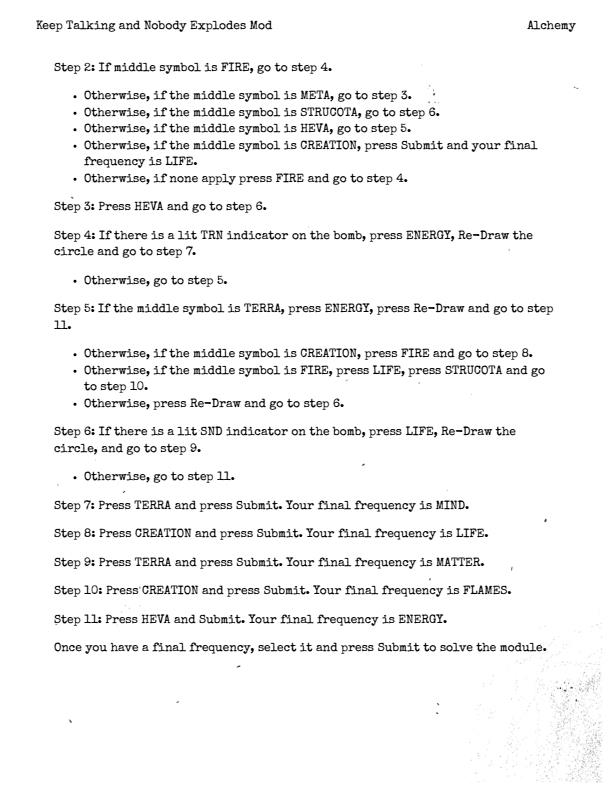 Keep Talking and Nobody Explodes Mod
Alchemy
Step 2: If middle symbol is FIRE, go to step 4.
• Otherwise, if the middle symbol is META, go to step 3.
• Otherwise, if the middle symbol is STRUCOTA, go to step 6.
• Otherwise, if the middle symbol is HEVA, go to step 5.
• Otherwise, if the middle symbol is CREATION, press Submit and your final
frequency is LIFE.
• Otherwise, if none apply press FIRE and go to step 4.
Step 3: Press HEVA and go to step 6.
Step 4: If there is a lit TRN indicator on the bomb, press ENERGY, Re-Draw the
circle and go to step 7.
• Otherwise, go to step 5.
Step 5: If the middle symbol is TERRA, press ENERGY, press Re-Draw and go to step
11.
• Otherwise, if the middle symbol is CREATION, press FIRE and go to step 8.
• Otherwise, if the middle symbol is FIRE, press LIFE, press STRUCOTA and go
to step 10.
• Otherwise, press Re-Draw and go to step 6.
Step 6: If there is a lit SND indicator on the bomb, press LIFE, Re-Draw the
circle, and go to step 9.
• Otherwise, go to step 11.
Step 7: Press TERRA and press Submit. Your final frequency is MIND.
Step 8: Press CREATION and press Submit. Your final frequency is LIFE.
Step 9: Press TERRA and press Submit. Your final frequency is MATTER.
Step 10: Press CREATION and press Submit. Your final frequency is FLAMES.
Step 11: Press HEVA and Submit. Your final frequency is ENERGY.
Once you have a final frequency, select it and press Submit to solve the module.